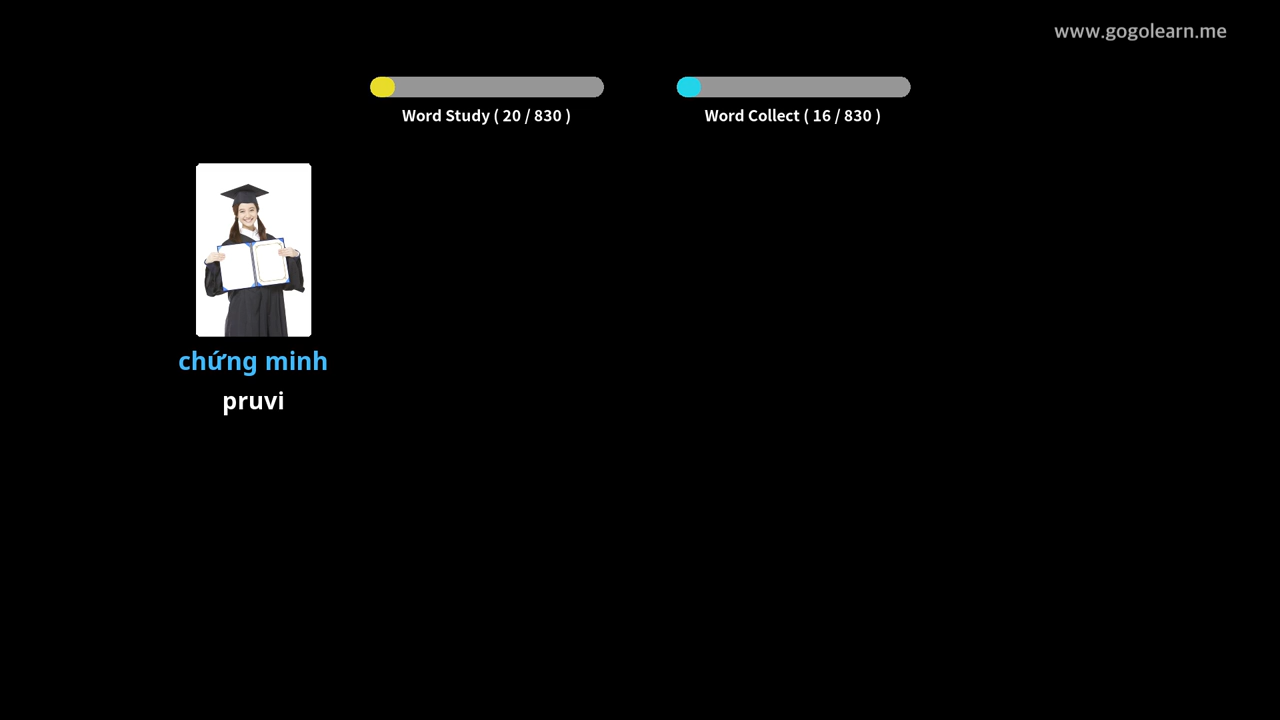 www.gogolearn.me
Word Study ( 20 / 830 )
Word Collect ( 16 / 830 )
chứng minh
pruvi